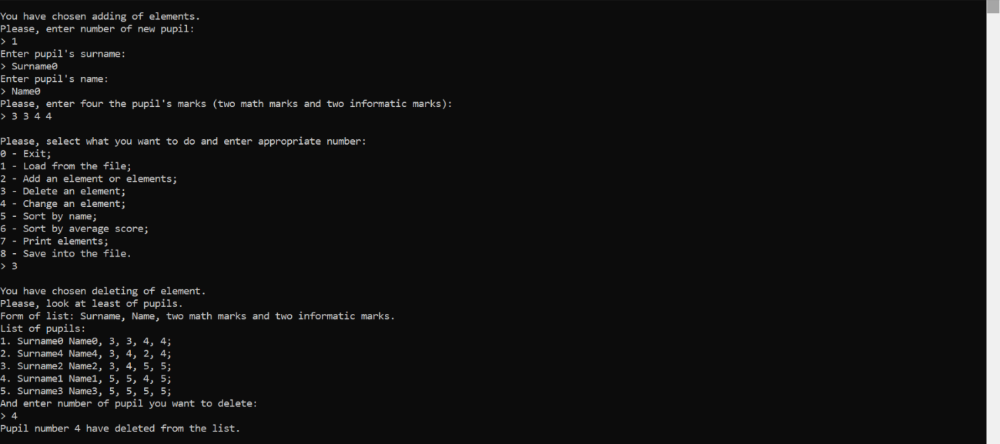 You have chosen adding of elements.
Please, enter number of new pupil:
> 1
Enter pupil's surname:
> Surname0
Enter pupil's name:
> Name0
Please, enter four the pupil's marks (two math marks and two informatic marks):
> 3 3 4 4
Please, select what you want to do and enter appropriate number:
0 - Exit;
1 - Load from the file;
2 - Add an element or elements;
3 - Delete an element;
4 - Change an element;
5 - Sort by name;
6 - Sort by average score;
7 - Print elements;
8 - Save into the file.
> 3
You have chosen deleting of element.
Please, look at least of pupils.
Form of list: Surname, Name, two math marks and two informatic marks.
List of pupils:
1. Surname0 Name0, 3, 3, 4, 4;
2. Surname4 Name4, 3, 4, 2, 4;
3. Surname2 Name2, 3, 4, 5, 5;
4. Surname1 Name1, 5, 5, 4, 5;
5. Surname3 Name3, 5, 5, 5, 5;
And enter number of pupil you want to delete:
> 4
Pupil number 4 have deleted from the list.